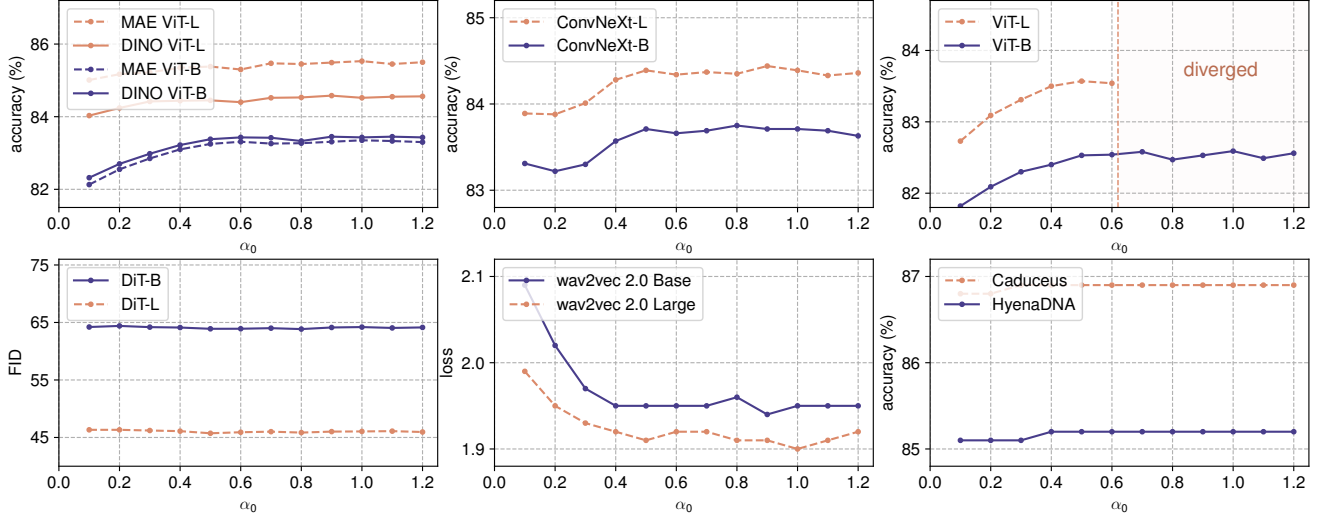 MAE ViT-L
DINO ViT-L
MAE ViT-B
DINO ViT-B
accuracy (%)
86
84
82
0.0 0.2 0.4 0.6 0.8 1.0 1.2
α₀
ConvNeXt-L
ConvNeXt-B
accuracy (%)
85
84
83
0.0 0.2 0.4 0.6 0.8 1.0 1.2
α₀
ViT-L
ViT-B
diverged
accuracy (%)
84
83
82
0.0 0.2 0.4 0.6 0.8 1.0 1.2
α₀
DiT-B
DiT-L
FID
75
65
55
45
0.0 0.2 0.4 0.6 0.8 1.0 1.2
α₀
wav2vec 2.0 Base
wav2vec 2.0 Large
loss
2.1
2.0
1.9
0.0 0.2 0.4 0.6 0.8 1.0 1.2
α₀
Caduceus
HyenaDNA
accuracy (%)
87
86
85
0.0 0.2 0.4 0.6 0.8 1.0 1.2
α₀